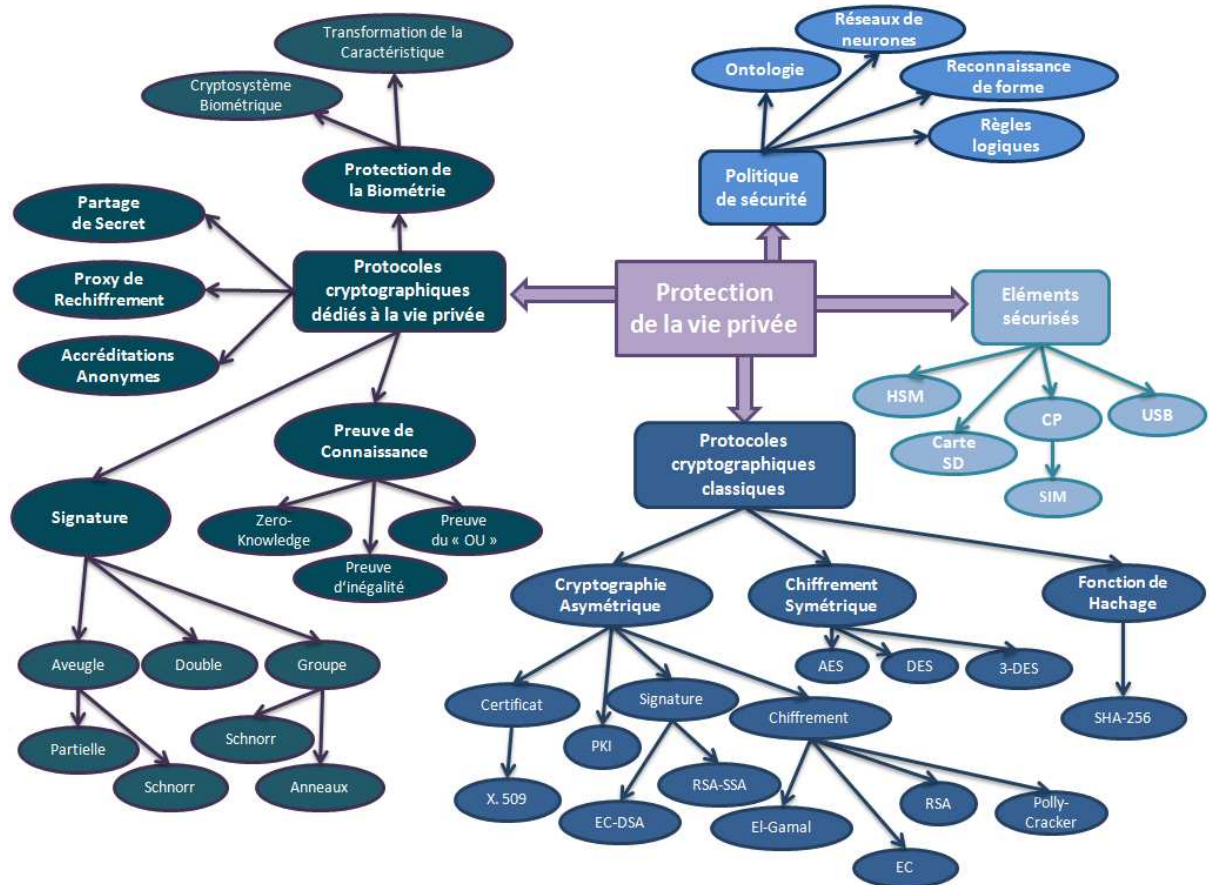 Transformation de la
Caractéristique
Cryptosystème
Biométrique
Protection de
la Biométrie
Partage
de Secret
Proxy de
Rechiffrement
Accréditations
Anonymes
Protocoles
cryptographiques
dédiés à la vie privée
Preuve de
Connaissance
Zero-
Knowledge
Preuve
d'inégalité
Preuve
du « OU »
Signature
Aveugle
Double
Groupe
Partielle
Schnorr
Schnorr
Anneaux
Réseaux de
neurones
Ontologie
Reconnaissance
de forme
Règles
logiques
Politique
de sécurité
Protection
de la vie privée
Eléments
sécurisés
HSM
Carte
SD
CP
USB
SIM
Protocoles
cryptographiques
classiques
Cryptographie
Asymétrique
Chiffrement
Symétrique
Fonction de
Hachage
AES
DES
3-DES
Certificat
Signature
Chiffrement
SHA-256
PKI
X. 509
RSA-SSA
EC-DSA
El-Gamal
RSA
Polly-
Cracker
EC